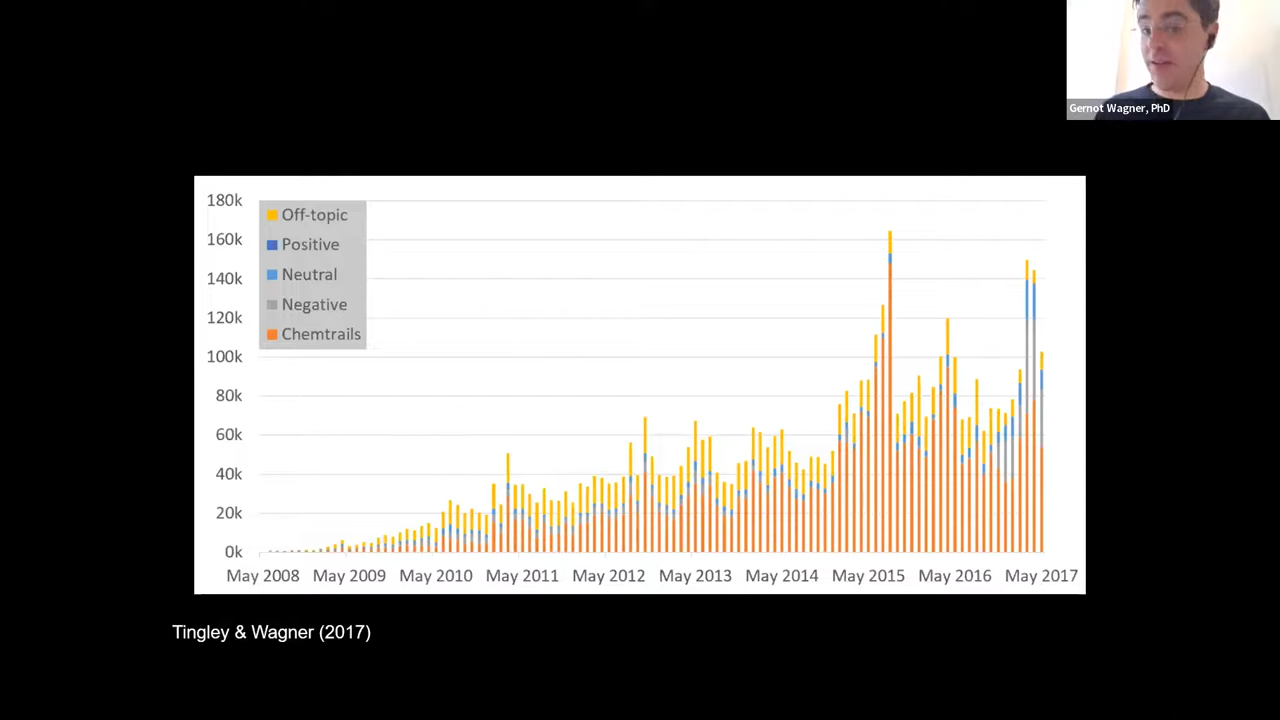 Gernot Wagner, PhD
180k
160k
140k
120k
100k
80k
60k
40k
20k
0k
Off-topic
Positive
Neutral
Negative
Chemtrails
May 2008 May 2009 May 2010 May 2011 May 2012 May 2013 May 2014 May 2015 May 2016 May 2017
Tingley & Wagner (2017)